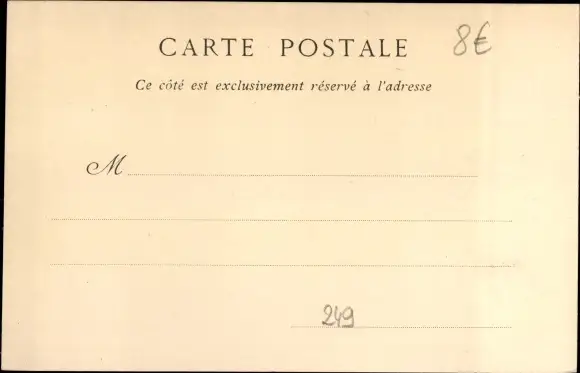 CARTE POSTALE 8€
Ce côté est exclusivement réservé à l'adresse
M
249